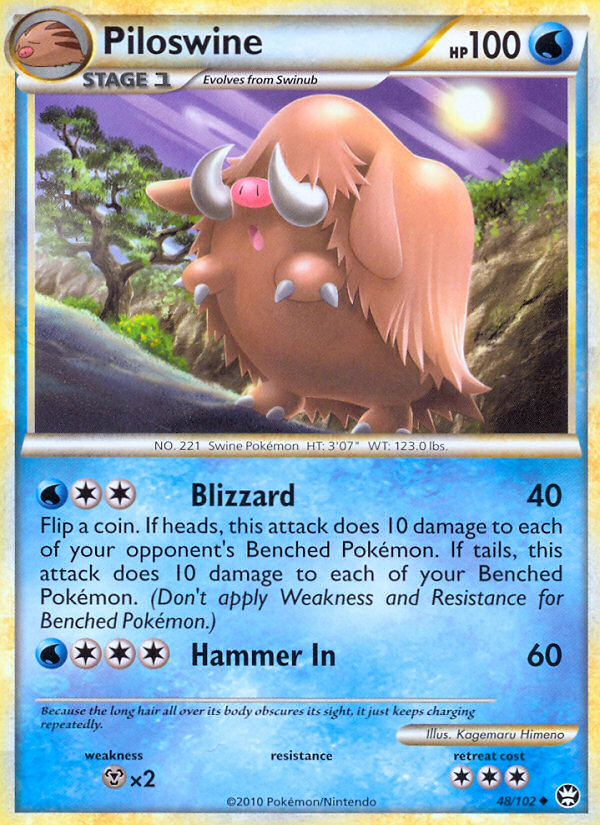 Piloswine
HP100
STAGE 1
Evolves from Swinub
NO. 221 Swine Pokémon HT: 3'07" WT: 123.0 lbs.
Blizzard 40
Flip a coin. If heads, this attack does 10 damage to each
of your opponent's Benched Pokémon. If tails, this
attack does 10 damage to each of your Benched
Pokémon. (Don't apply Weakness and Resistance for
Benched Pokémon.)
Hammer In 60
Because the long hair all over its body obscures its sight, it just keeps charging
repeatedly.
Illus. Kagemaru Himeno
weakness resistance retreat cost
×2
©2010 Pokémon/Nintendo 48/102